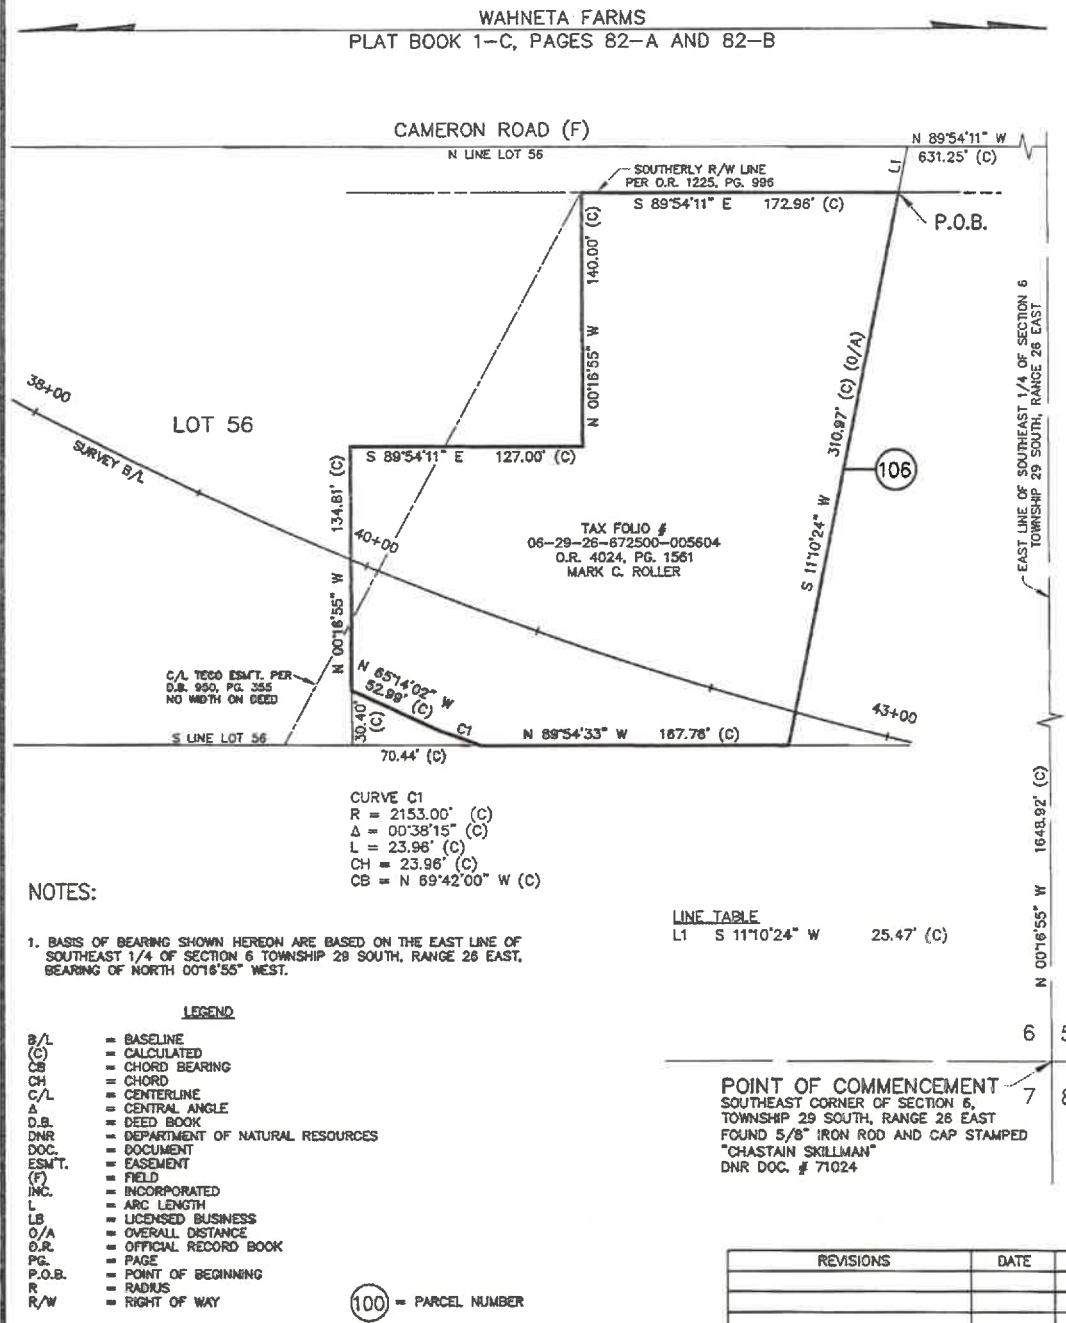 WAHNETA FARMS
PLAT BOOK 1-C, PAGES 82-A AND 82-B
CAMERON ROAD (F)
N LINE LOT 56
N 89°54'11" W
631.25' (C)
L1
SOUTHERLY R/W LINE
PER O.R. 1225, PG. 996
S 89°54'11" E 172.96' (C)
P.O.B.
N 00°16'55" W 140.00' (C)
EAST LINE OF SOUTHEAST 1/4 OF SECTION 6
TOWNSHIP 29 SOUTH, RANGE 26 EAST
38+00
SURVEY B/L
LOT 56
S 89°54'11" E 127.00' (C)
S 11°10'24" W 310.97' (C) (O/A)
106
N 00°16'55" W 134.81' (C)
40+00
TAX FOLIO #
06-29-26-672500-005604
O.R. 4024, PG. 1561
MARK C. ROLLER
C/L TECO ESM'T. PER
D.B. 950, PG. 355
NO WIDTH ON DEED
N 65°14'02" W
52.99' (C)
43+00
S LINE LOT 56
30.40'
(C)
C1
N 89°54'33" W 167.76' (C)
70.44' (C)
N 00°16'55" W 1648.92' (C)
CURVE C1
R = 2153.00' (C)
Δ = 00°38'15" (C)
L = 23.96' (C)
CH = 23.96' (C)
CB = N 69°42'00" W (C)
NOTES:
1. BASIS OF BEARING SHOWN HEREON ARE BASED ON THE EAST LINE OF
SOUTHEAST 1/4 OF SECTION 6 TOWNSHIP 29 SOUTH, RANGE 26 EAST,
BEARING OF NORTH 00°16'55" WEST.
LINE TABLE
L1 S 11°10'24" W 25.47' (C)
LEGEND
B/L = BASELINE
(C) = CALCULATED
CB = CHORD BEARING
CH = CHORD
C/L = CENTERLINE
Δ = CENTRAL ANGLE
D.B. = DEED BOOK
DNR = DEPARTMENT OF NATURAL RESOURCES
DOC. = DOCUMENT
ESM'T. = EASEMENT
(F) = FIELD
INC. = INCORPORATED
L = ARC LENGTH
LB = LICENSED BUSINESS
O/A = OVERALL DISTANCE
O.R. = OFFICIAL RECORD BOOK
PG. = PAGE
P.O.B. = POINT OF BEGINNING
R = RADIUS
R/W = RIGHT OF WAY
100 = PARCEL NUMBER
6 5
7 8
POINT OF COMMENCEMENT
SOUTHEAST CORNER OF SECTION 6,
TOWNSHIP 29 SOUTH, RANGE 26 EAST
FOUND 5/8" IRON ROD AND CAP STAMPED
"CHASTAIN SKILLMAN"
DNR DOC. # 71024
REVISIONS DATE